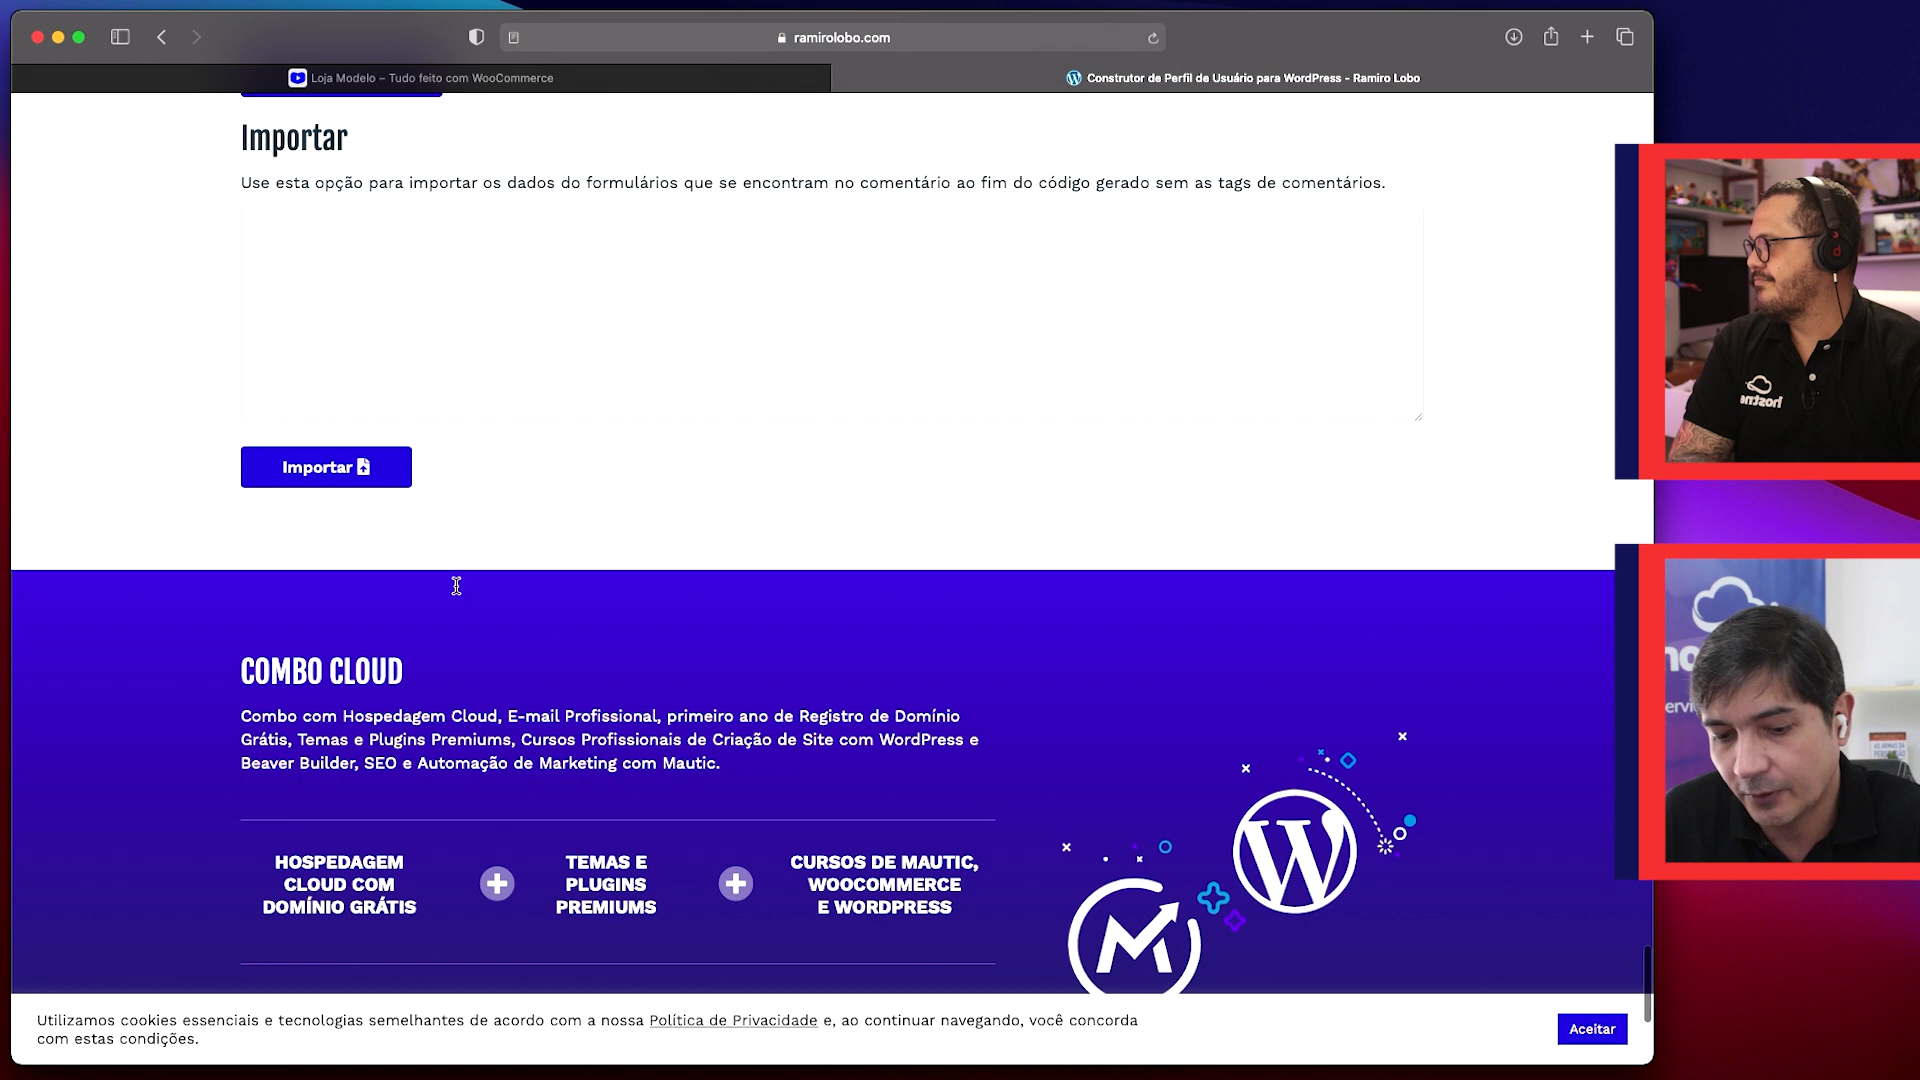 ramirolobo.com
Loja Modelo – Tudo feito com WooCommerce
Construtor de Perfil de Usuário para WordPress - Ramiro Lobo
Importar
Use esta opção para importar os dados do formulários que se encontram no comentário ao fim do código gerado sem as tags de comentários.
Importar
COMBO CLOUD
Combo com Hospedagem Cloud, E-mail Profissional, primeiro ano de Registro de Domínio
Grátis, Temas e Plugins Premiums, Cursos Profissionais de Criação de Site com WordPress e
Beaver Builder, SEO e Automação de Marketing com Mautic.
HOSPEDAGEM
CLOUD COM
DOMÍNIO GRÁTIS
TEMAS E
PLUGINS
PREMIUMS
CURSOS DE MAUTIC,
WOOCOMMERCE
E WORDPRESS
Utilizamos cookies essenciais e tecnologias semelhantes de acordo com a nossa Política de Privacidade e, ao continuar navegando, você concorda
com estas condições.
Aceitar